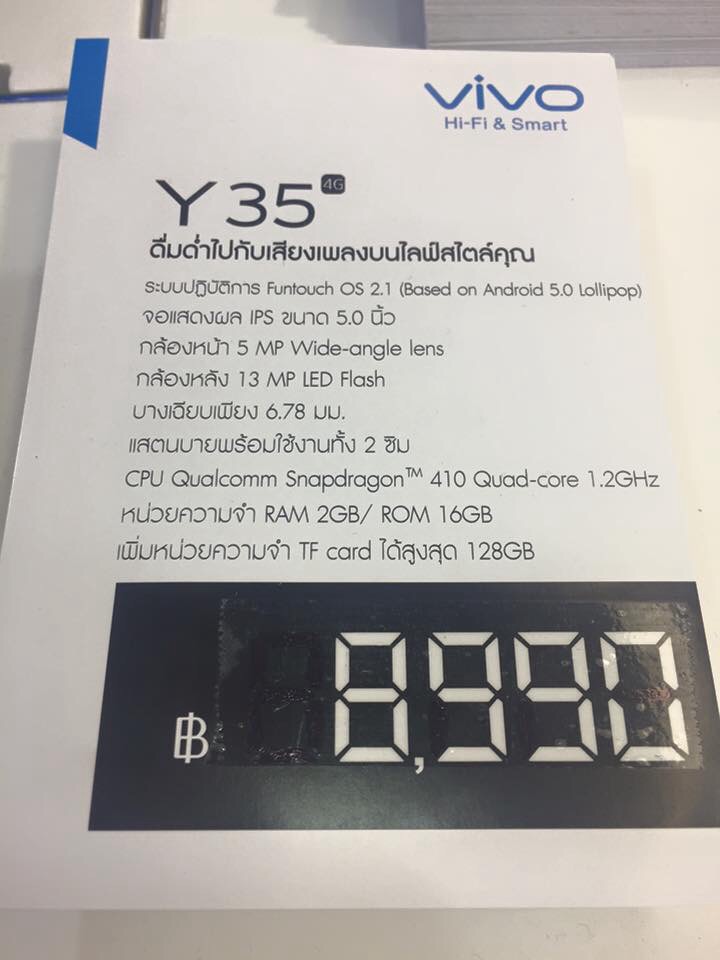 vivo
Hi-Fi & Smart
Y35 4G
ดื่มด่ำไปกับเสียงเพลงบนไลฟ์สไตล์คุณ
ระบบปฏิบัติการ Funtouch OS 2.1 (Based on Android 5.0 Lollipop)
จอแสดงผล IPS ขนาด 5.0 นิ้ว
กล้องหน้า 5 MP Wide-angle lens
กล้องหลัง 13 MP LED Flash
บางเฉียบเพียง 6.78 มม.
แสตนบายพร้อมใช้งานทั้ง 2 ซิม
CPU Qualcomm Snapdragon™ 410 Quad-core 1.2GHz
หน่วยความจำ RAM 2GB/ ROM 16GB
เพิ่มหน่วยความจำ TF card ได้สูงสุด 128GB
฿ 8,990